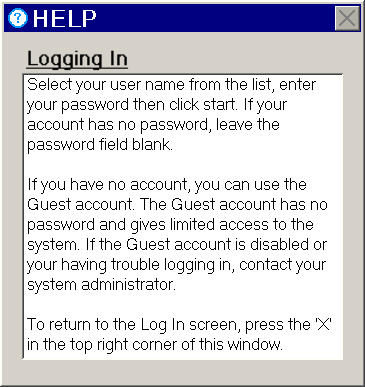 HELP
Logging In
Select your user name from the list, enter
your password then click start. If your
account has no password, leave the
password field blank.
If you have no account, you can use the
Guest account. The Guest account has no
password and gives limited access to the
system. If the Guest account is disabled or
your having trouble logging in, contact your
system administrator.
To return to the Log In screen, press the 'X'
in the top right corner of this window.